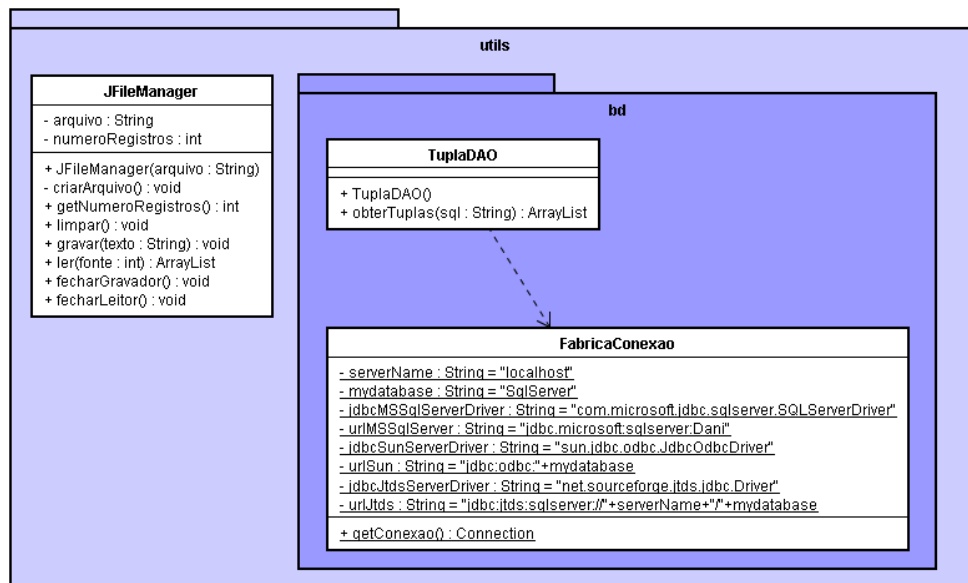 utils
JFileManager
- arquivo : String
- numeroRegistros : int
+ JFileManager(arquivo : String)
- criarArquivo() : void
+ getNumeroRegistros() : int
+ limpar() : void
+ gravar(texto : String) : void
+ ler(fonte : int) : ArrayList
+ fecharGravador() : void
+ fecharLeitor() : void
bd
TuplaDAO
+ TuplaDAO()
+ obterTuplas(sql : String) : ArrayList
FabricaConexao
- serverName : String = "localhost"
- mydatabase : String = "SqlServer"
- jdbcMSSqlServerDriver : String = "com.microsoft.jdbc.sqlserver.SQLServerDriver"
- urlMSSqlServer : String = "jdbc.microsoft:sqlserver:Dani"
- jdbcSunServerDriver : String = "sun.jdbc.odbc.JdbcOdbcDriver"
- urlSun : String = "jdbc:odbc:"+mydatabase
- jdbcJtdsServerDriver : String = "net.sourceforge.jtds.jdbc.Driver"
- urlJtds : String = "jdbc:jtds:sqlserver://"+serverName+"/"+mydatabase
+ getConexao() : Connection